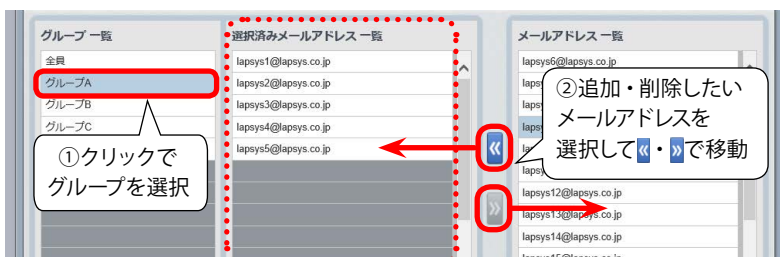 グループ 一覧
全員
グループA
グループB
グループC
①クリックで
グループを選択
選択済みメールアドレス 一覧
lapsys1@lapsys.co.jp
lapsys2@lapsys.co.jp
lapsys3@lapsys.co.jp
lapsys4@lapsys.co.jp
lapsys5@lapsys.co.jp
«
»
メールアドレス 一覧
lapsys6@lapsys.co.jp
②追加・削除したい
メールアドレスを
選択して«・»で移動
lapsys12@lapsys.co.jp
lapsys13@lapsys.co.jp
lapsys14@lapsys.co.jp
lapsys15@lapsys.co.jp